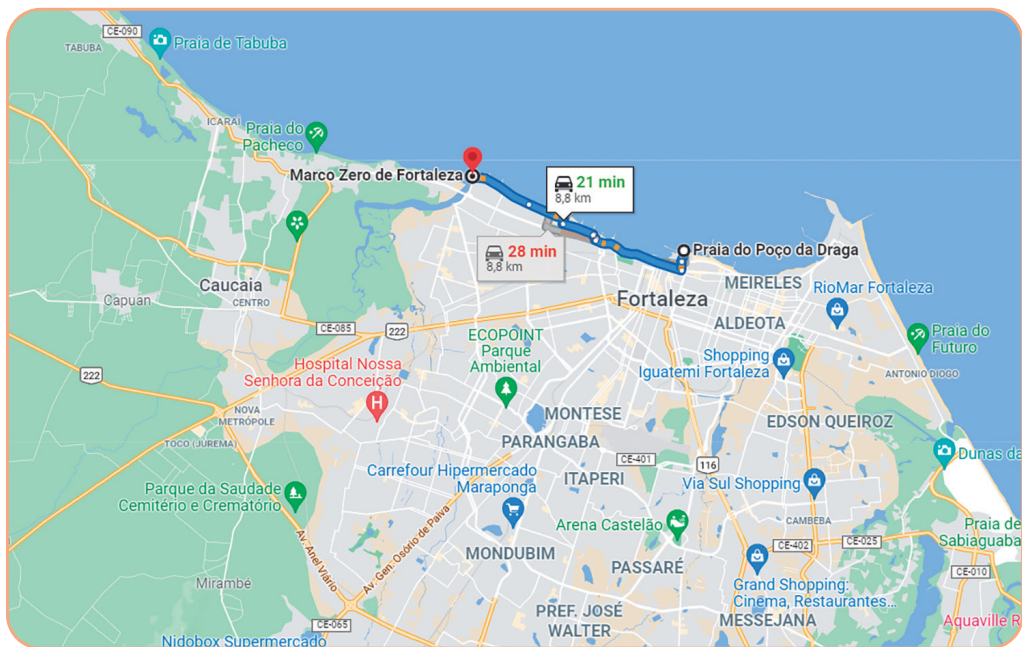 CE-090
Praia de Tabuba
TABUBA
ICARAI
Praia do
Pacheco
Marco Zero de Fortaleza
21 min
8,8 km
28 min
8,8 km
Praia do Poço da Draga
MEIRELES
Caucaia
CENTRO
Capuan
Fortaleza
RioMar Fortaleza
ALDEOTA
CE-085
222
ECOPOINT
Parque
Ambiental
Praia do
Futuro
Shopping
Iguatemi Fortaleza
ANTONIO DIOGO
222
Hospital Nossa
Senhora da Conceição
H
NOVA
METRÓPOLE
MONTESE
EDSON QUEIROZ
TOCO (JUREMA)
PARANGABA
CE-401
116
Dunas da
Carrefour Hipermercado
Maraponga
ITAPERI
Via Sul Shopping
Parque da Saudade
Cemitério e Crematório
Av. Anel Viário
Av. Gen. Osório de Paiva
Arena Castelão
CAMBEBA
Praia de
Sabiaguaba
MONDUBIM
CE-402
CE-025
PASSARÉ
CE-010
Mirambé
Grand Shopping:
Cinema, Restaurantes...
PREF. JOSÉ
WALTER
MESSEJANA
Aquaville R
CE-065
Nidobox Supermercado